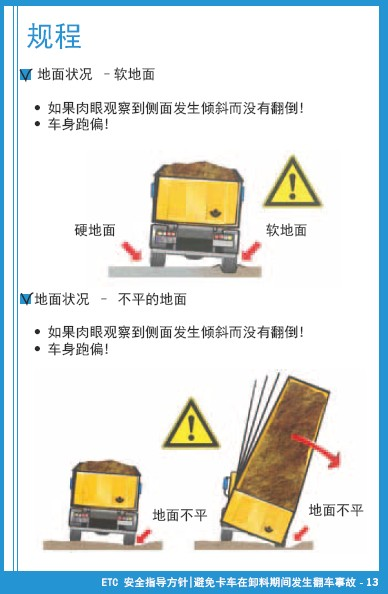 规程
地面状况 – 软地面
• 如果肉眼观察到侧面发生倾斜而没有翻倒！
• 车身跑偏！
硬地面
软地面
地面状况 – 不平的地面
• 如果肉眼观察到侧面发生倾斜而没有翻倒！
• 车身跑偏！
地面不平
地面不平
ETC 安全指导方针|避免卡车在卸料期间发生翻车事故 - 13